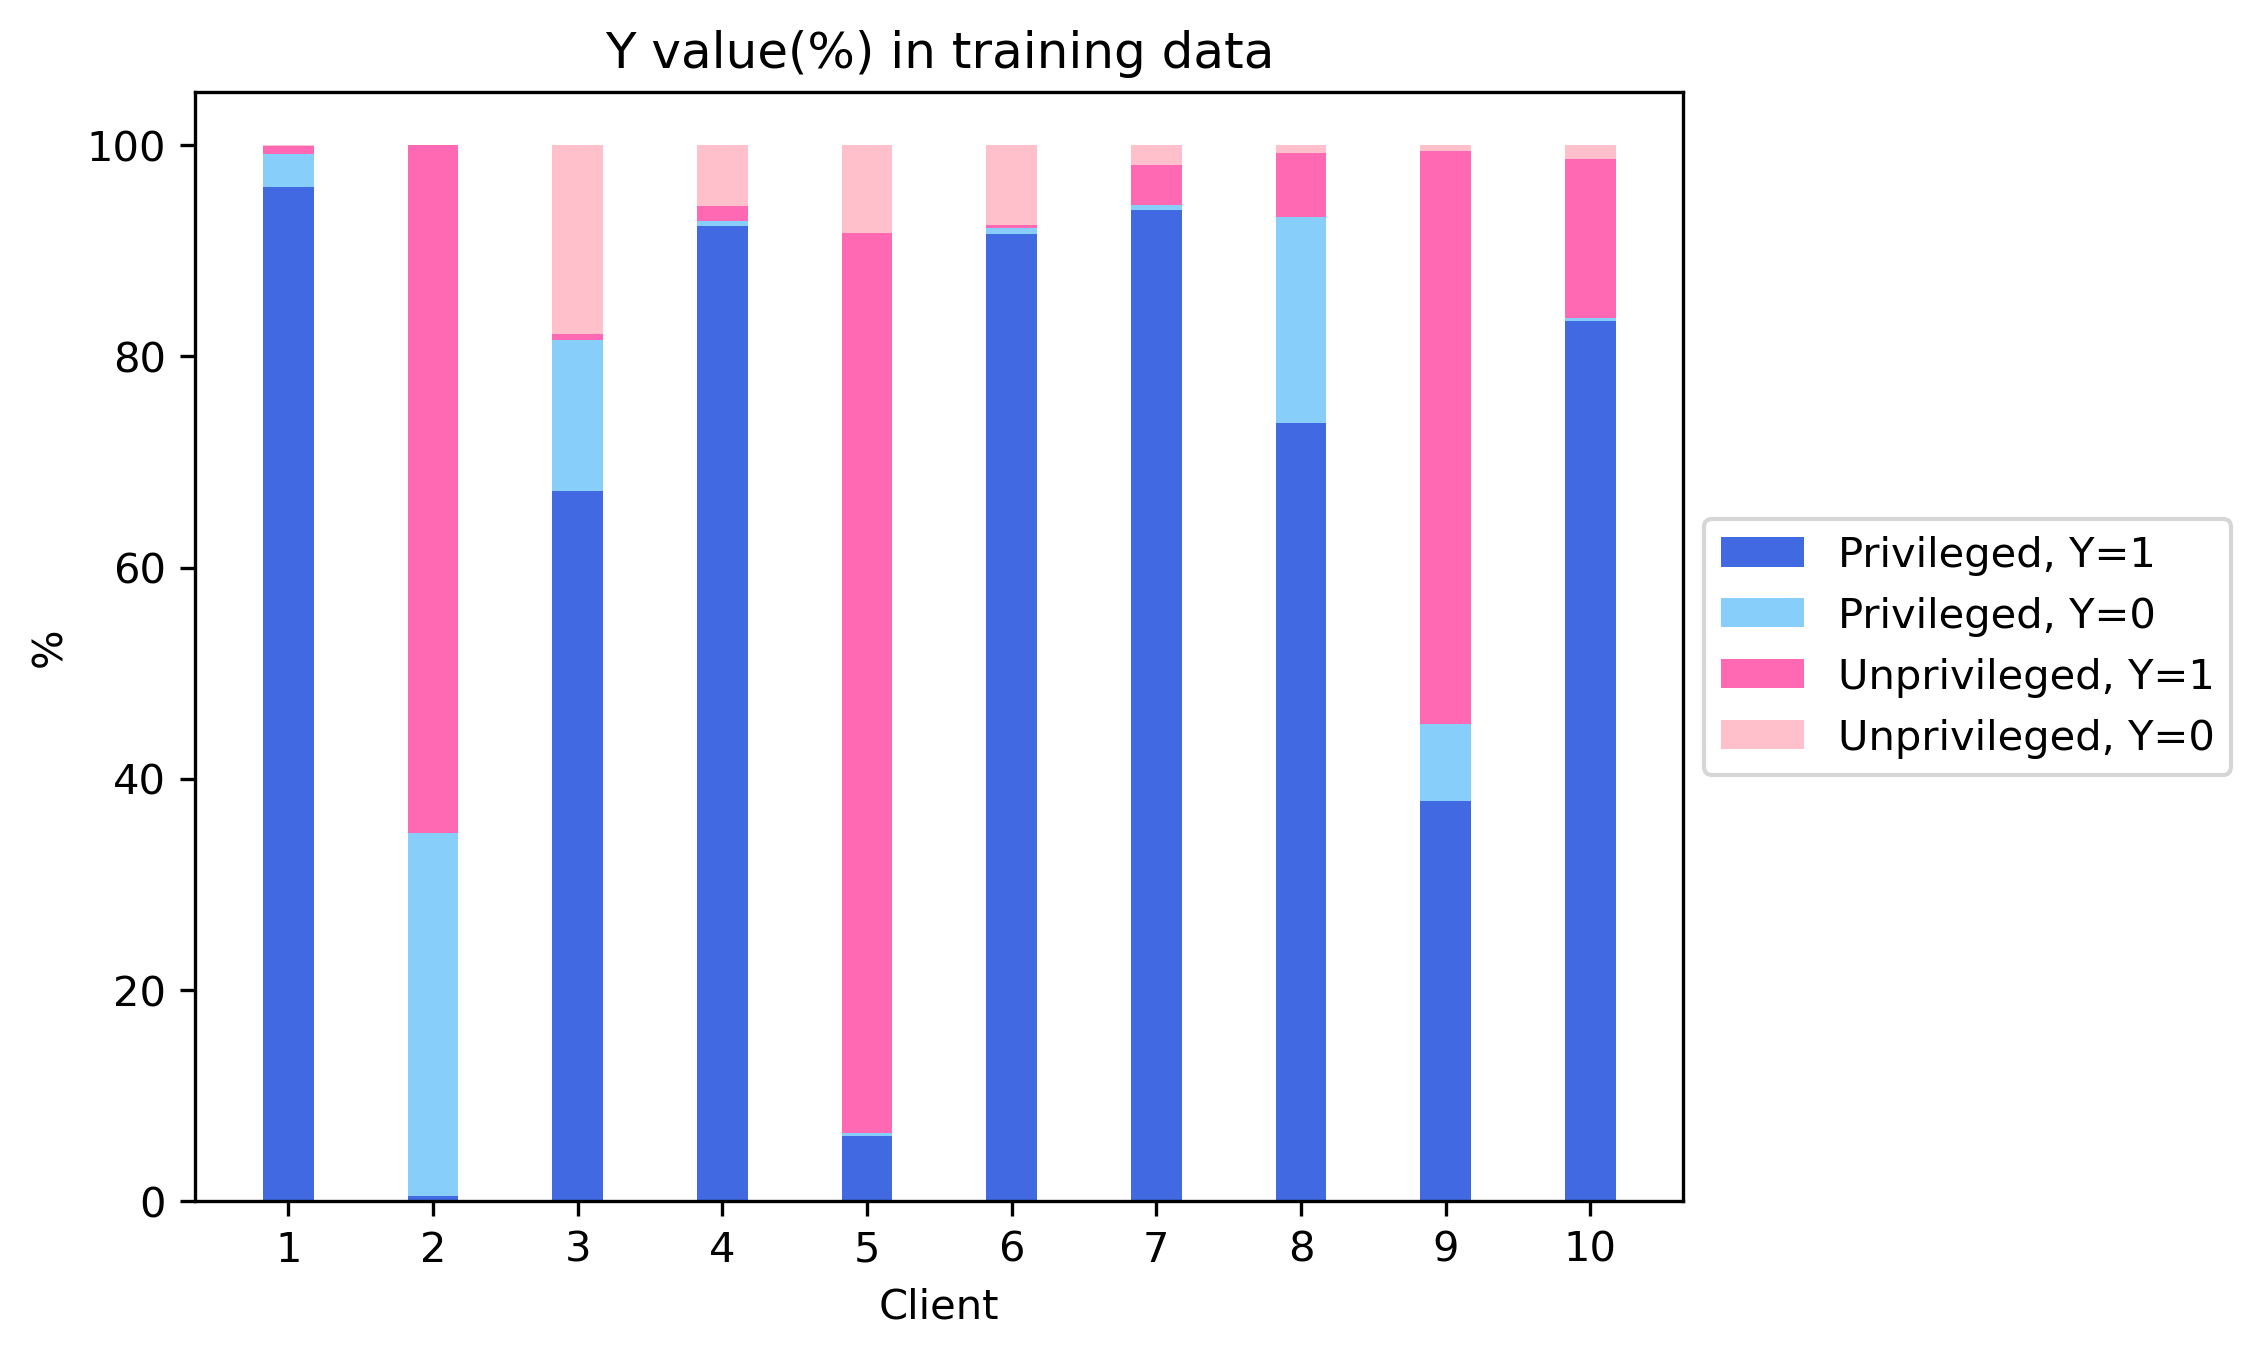 Y value(%) in training data
100
80
60
40
20
0
%
1 2 3 4 5 6 7 8 9 10
Client
Privileged, Y=1
Privileged, Y=0
Unprivileged, Y=1
Unprivileged, Y=0